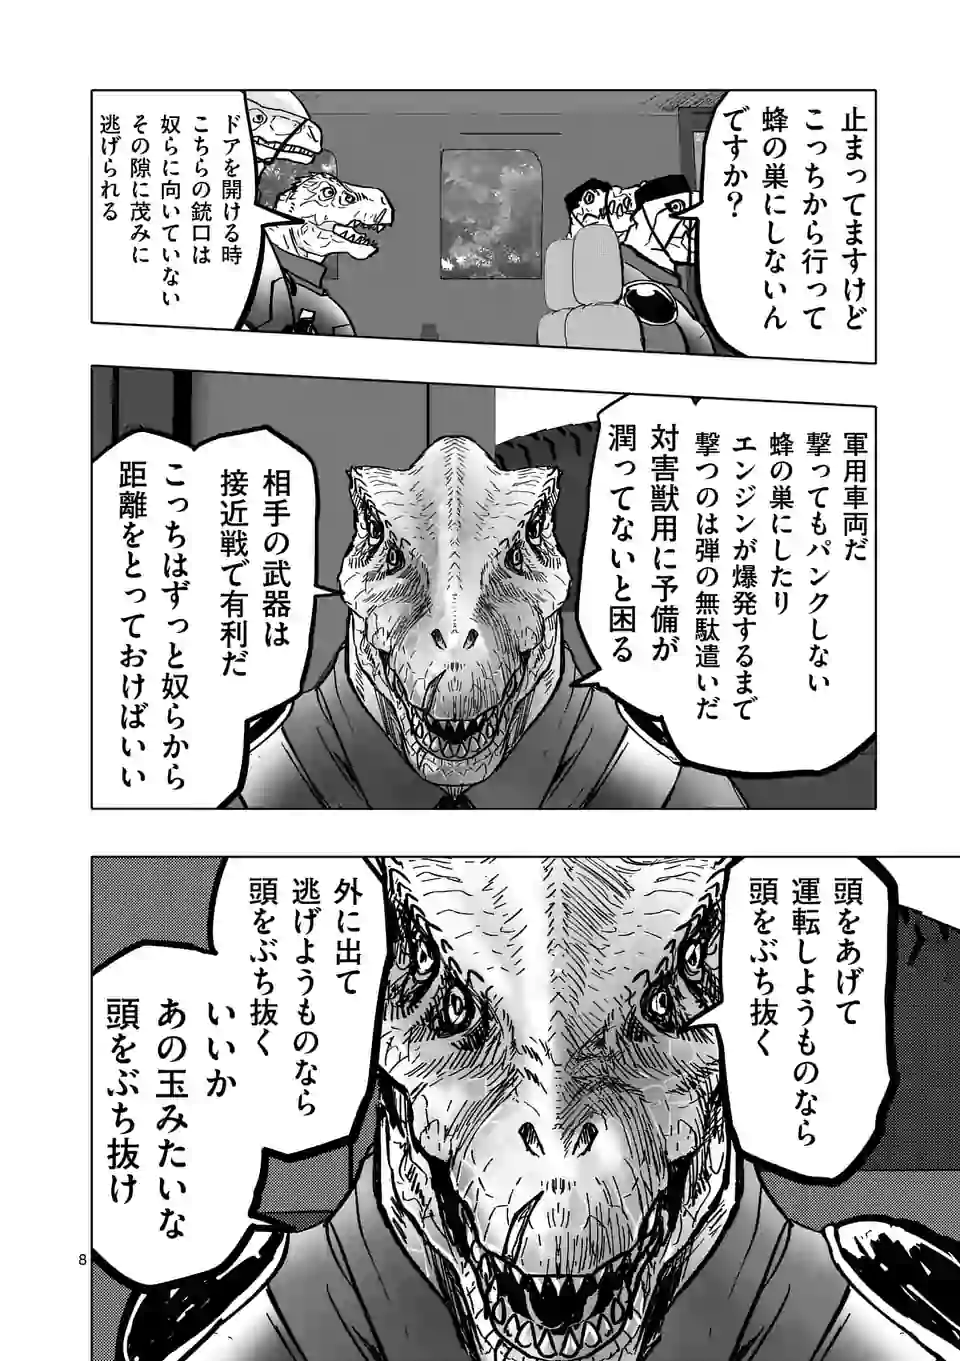 止まってますけど
こっちから行って
蜂の巣にしないん
ですか？
ドアを開ける時
こちらの銃口は
奴らに向いていない
その隙に茂みに
逃げられる
軍用車両だ
撃ってもパンクしない
蜂の巣にしたり
エンジンが爆発するまで
撃つのは弾の無駄遣いだ
対害獣用に予備が
潤ってないと困る
相手の武器は
接近戦で有利だ
こっちはずっと奴らから
距離をとっておけばいい
頭をあげて
運転しようものなら
頭をぶち抜く
外に出て
逃げようものなら
頭をぶち抜く
いいか
あの玉みたいな
頭をぶち抜け
8